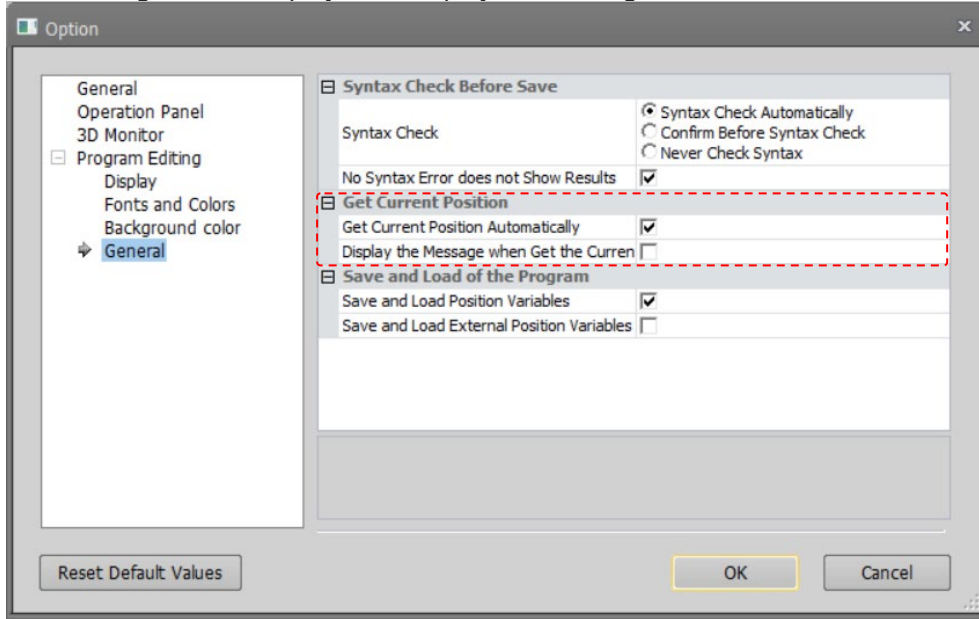 Option
General
Operation Panel
3D Monitor
Program Editing
Display
Fonts and Colors
Background color
General
Syntax Check Before Save
Syntax Check
Syntax Check Automatically
Confirm Before Syntax Check
Never Check Syntax
No Syntax Error does not Show Results
Get Current Position
Get Current Position Automatically
Display the Message when Get the Curren
Save and Load of the Program
Save and Load Position Variables
Save and Load External Position Variables
Reset Default Values
OK
Cancel